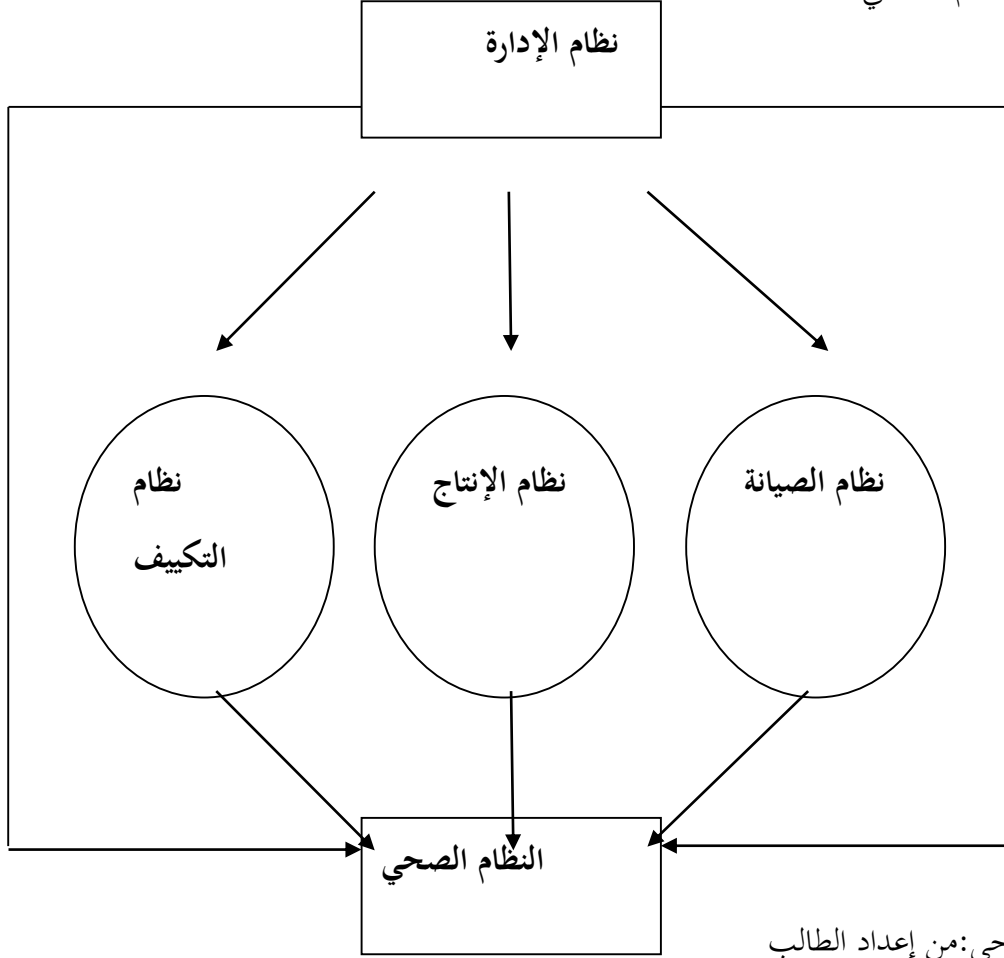 نظام الإدارة
نظام الصيانة
نظام الإنتاج
نظام
التكييف
النظام الصحي
من إعداد الطالب